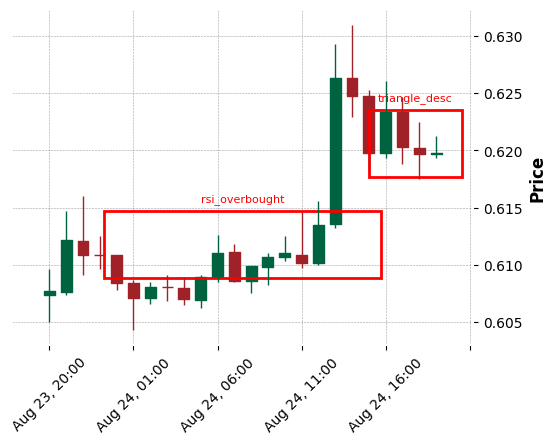 0.630
0.625
triangle_desc
0.620
Price
rsi_overbought
0.615
0.610
0.605
Aug 23, 20:00
Aug 24, 01:00
Aug 24, 06:00
Aug 24, 11:00
Aug 24, 16:00